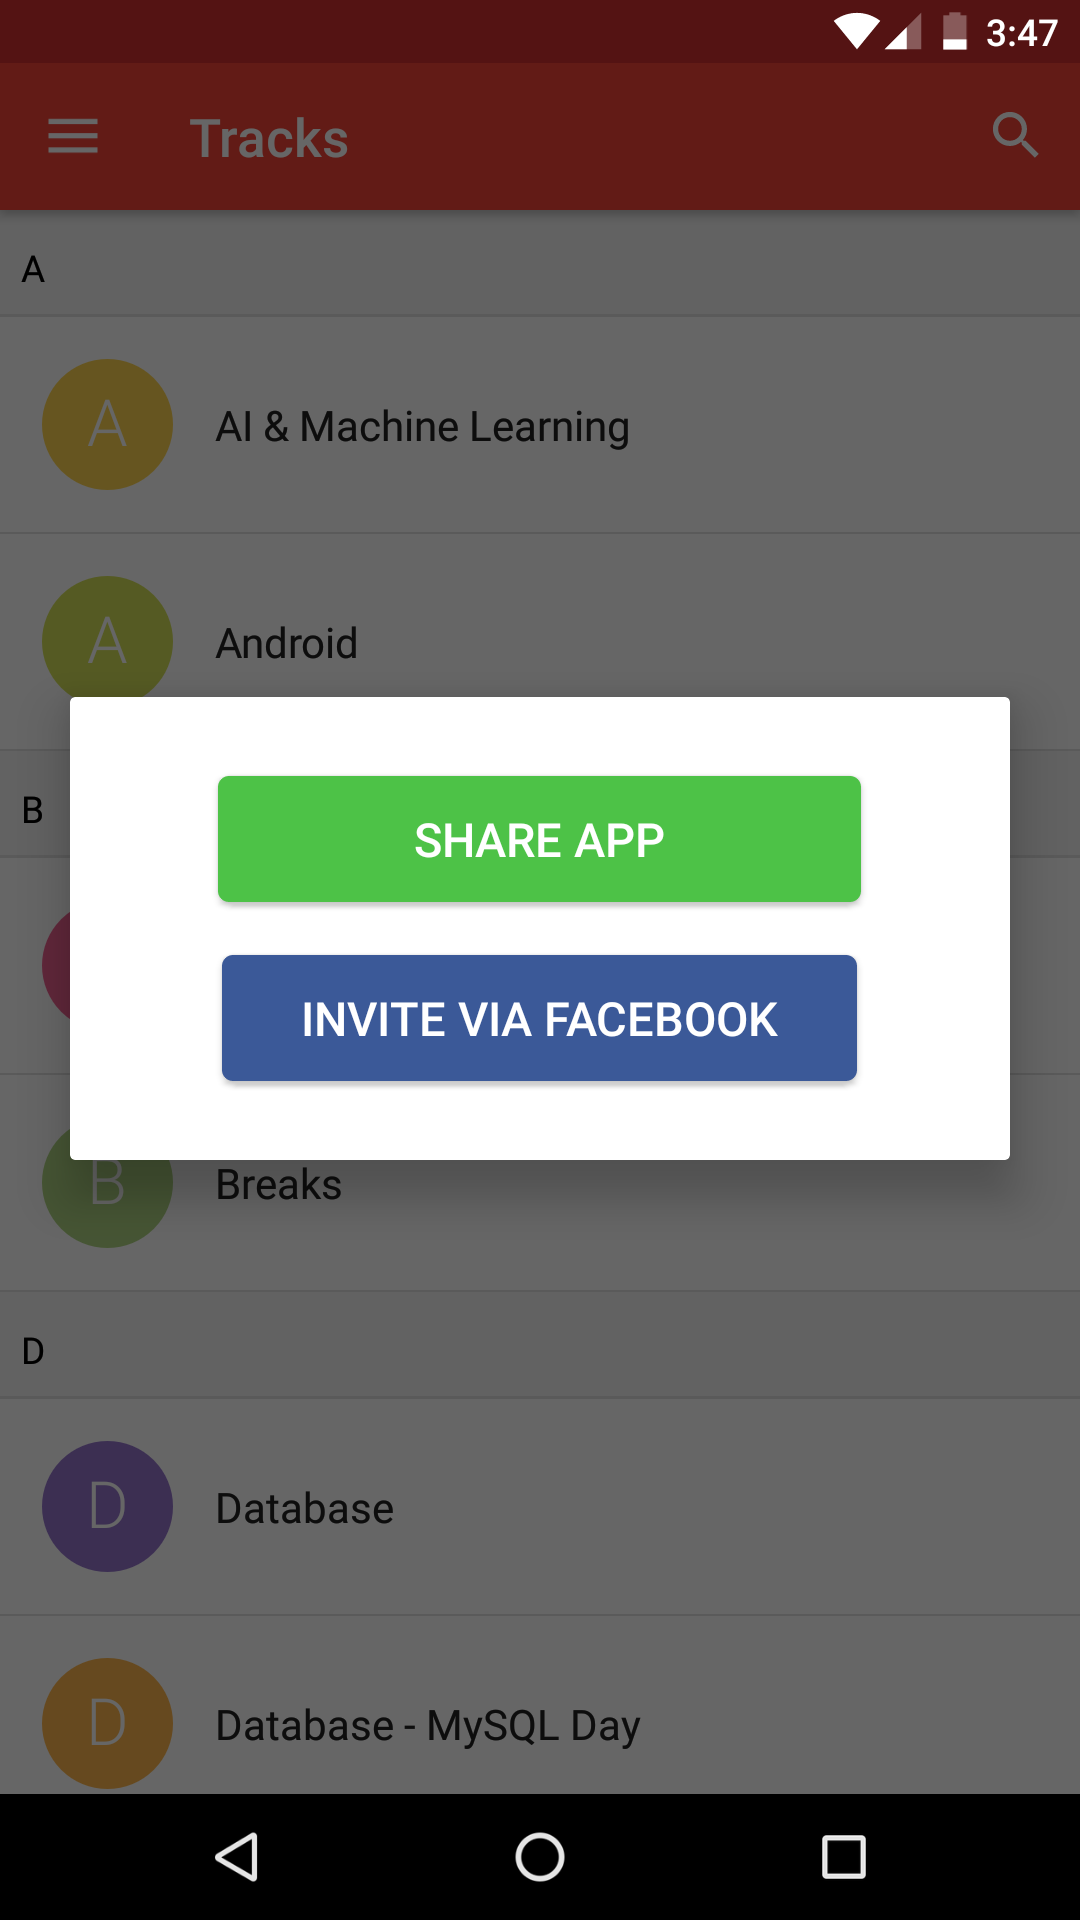 3:47
Tracks
A
A
AI & Machine Learning
A
Android
B
SHARE APP
INVITE VIA FACEBOOK
B
Breaks
D
D
Database
D
Database - MySQL Day